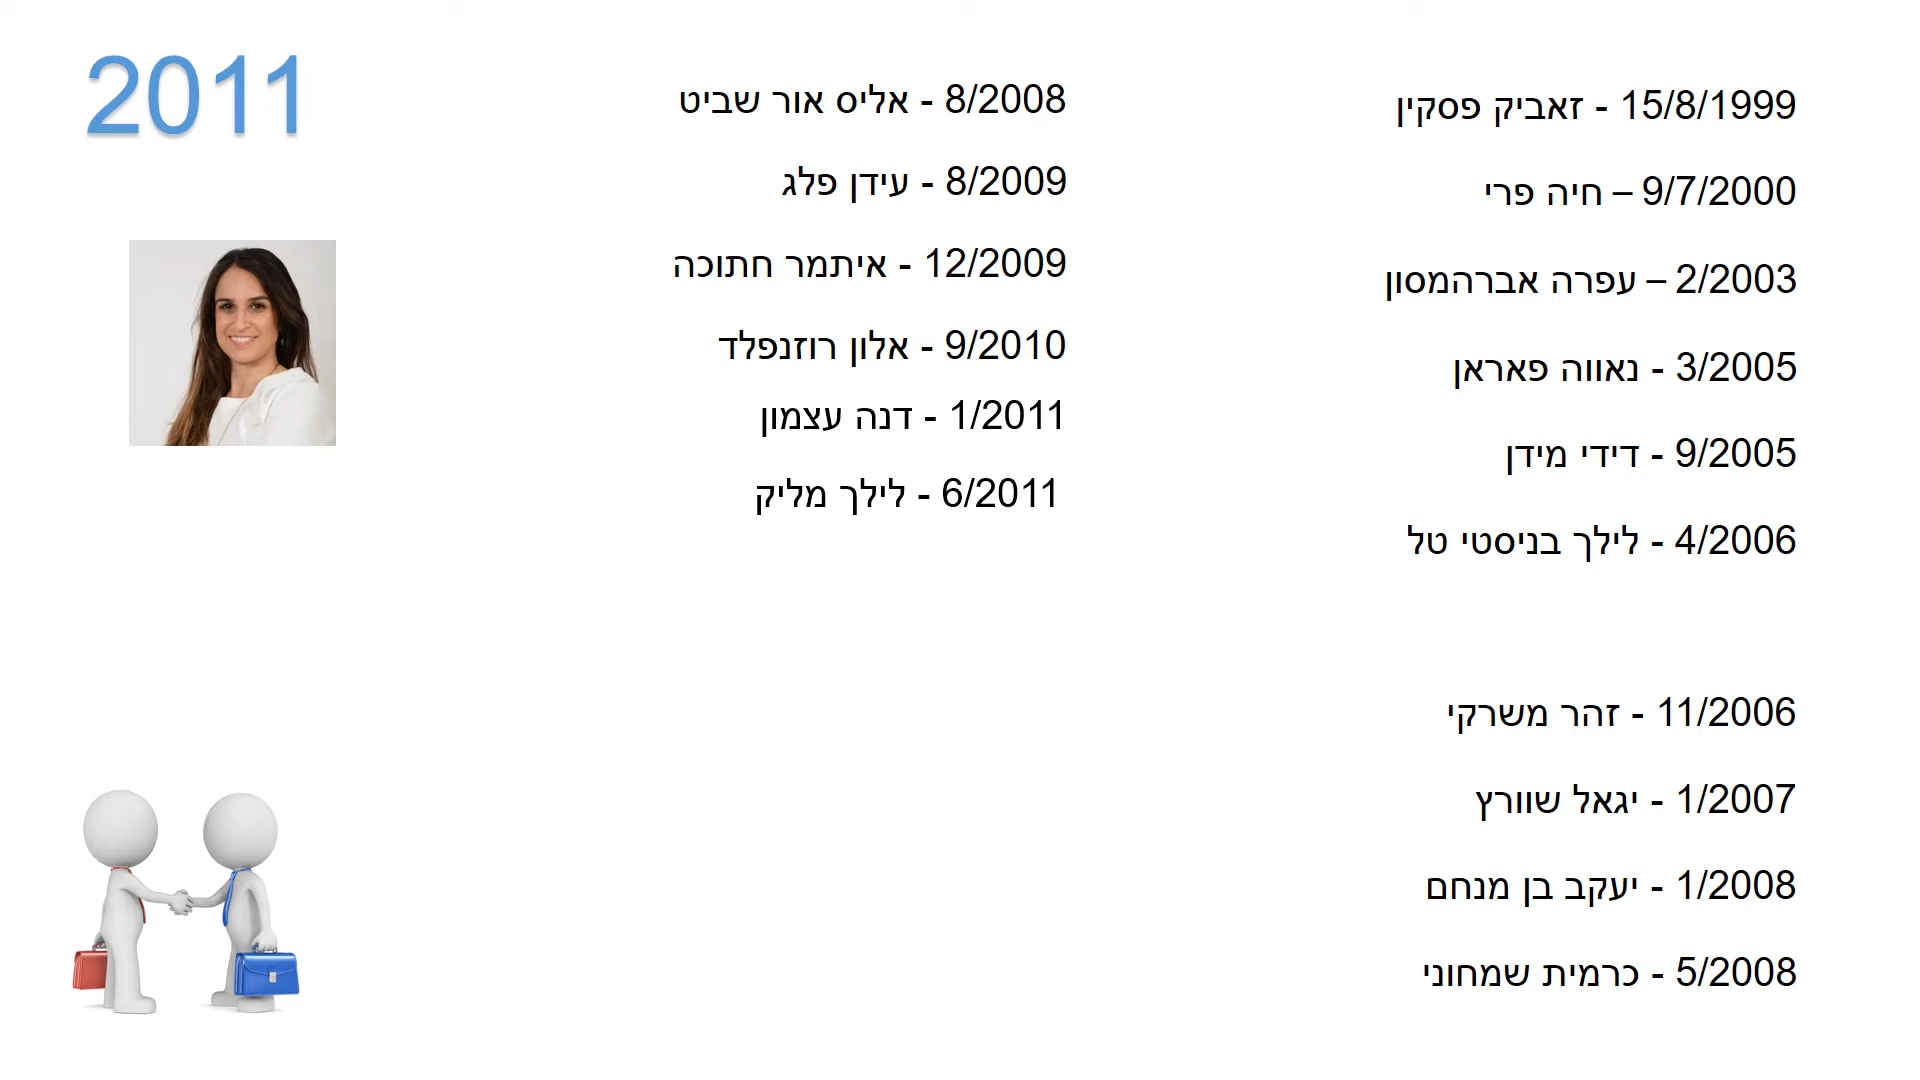 2011
15/8/1999 - זאביק פסקין
9/7/2000 – חיה פרי
2/2003 – עפרה אברהמסון
3/2005 - נאווה פאראן
9/2005 - דידי מידן
4/2006 - לילך בניסטי טל
11/2006 - זהר משרקי
1/2007 - יגאל שוורץ
1/2008 - יעקב בן מנחם
5/2008 - כרמית שמחוני
8/2008 - אליס אור שביט
8/2009 - עידן פלג
12/2009 - איתמר חתוכה
9/2010 - אלון רוזנפלד
1/2011 - דנה עצמון
6/2011 - לילך מליק